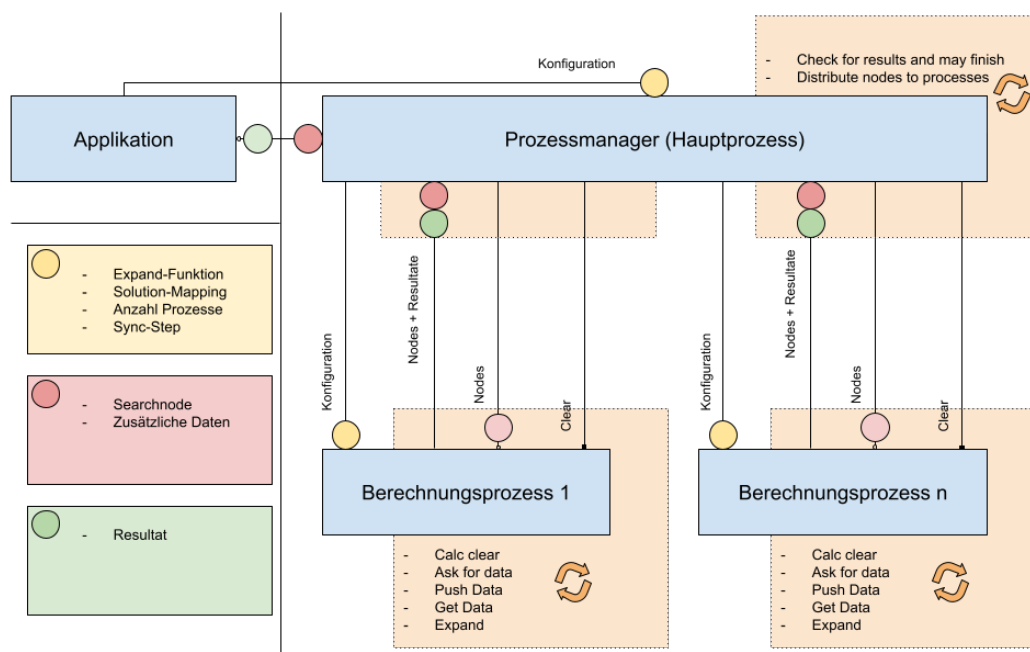 Konfiguration
- Check for results and may finish
- Distribute nodes to processes
Applikation
Prozessmanager (Hauptprozess)
- Expand-Funktion
- Solution-Mapping
- Anzahl Prozesse
- Sync-Step
- Searchnode
- Zusätzliche Daten
- Resultat
Konfiguration
Nodes + Resultate
Nodes
Clear
Konfiguration
Nodes + Resultate
Nodes
Clear
Berechnungsprozess 1
Berechnungsprozess n
- Calc clear
- Ask for data
- Push Data
- Get Data
- Expand
- Calc clear
- Ask for data
- Push Data
- Get Data
- Expand